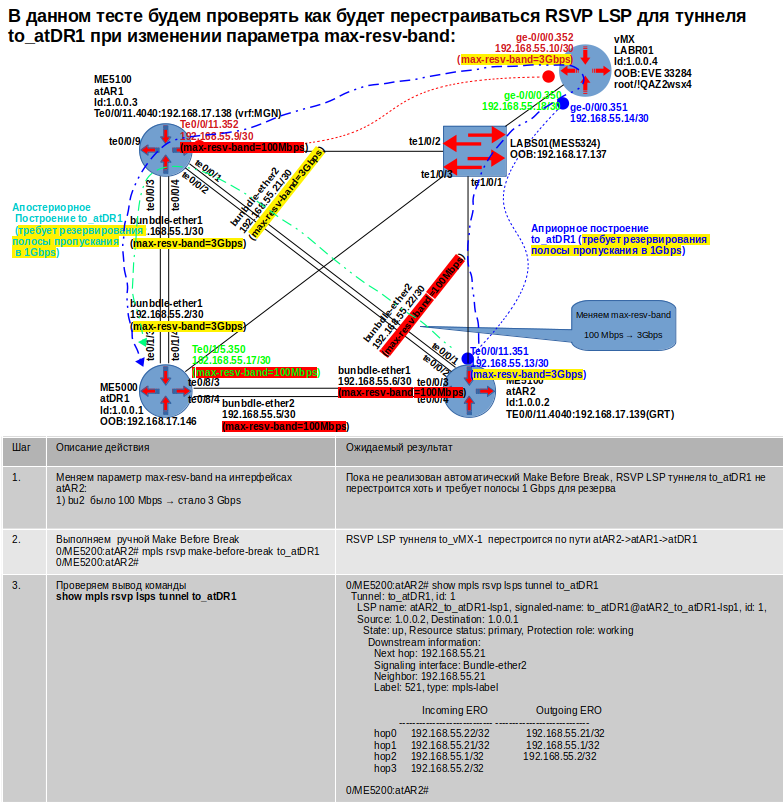 В данном тесте будем проверять как будет перестраиваться RSVP LSP для туннеля
to_atDR1 при изменении параметра max-resv-band:
ge-0/0/0.352
192.168.55.10/30
(max-resv-band=3Gbps)
vMX
LABR01
Id:1.0.0.4
OOB:EVE 33284
root/!QAZ2wsx4
ge-0/0/0.350
192.168.55.18/30
ge-0/0/0.351
192.168.55.14/30
ME5100
atAR1
Id:1.0.0.3
Te0/0/11.4040:192.168.17.138 (vrf:MGN)
Te0/0/11.352
192.168.55.9/30
(max-resv-band=100Mbps)
te0/0/9
te1/0/2
LABS01(MES5324)
OOB:192.168.17.137
te1/0/3
te1/0/1
te0/0/1
te0/0/2
te0/0/3
te0/0/4
bunbdle-ether2
192.168.55.21/30
(max-resv-band=3Gbps)
Апостериорное
Построение to_atDR1
(требует резервирования
полосы пропускания
в 1Gbps)
bunbdle-ether1
.168.55.1/30
(max-resv-band=3Gbps)
Априорное построение
to_atDR1 (требует резервирования
полосы пропускания в 1Gbps)
bunbdle-ether2
192.168.55.22/30
(max-resv-band=100Mbps)
Меняем max-resv-band
100 Mbps → 3Gbps
bunbdle-ether1
192.168.55.2/30
(max-resv-band=3Gbps)
te0/1/4
Te0/10/5.350
192.168.55.17/30
(max-resv-band=100Mbps)
te0/0/1
te0/0/2
Te0/0/11.351
192.168.55.13/30
(max-resv-band=3Gbps)
ME5000
atDR1
Id:1.0.0.1
OOB:192.168.17.146
te0/8/3
te0/8/4
bunbdle-ether1
192.168.55.6/30
(max-resv-band=100Mbps)
te0/0/3
te0/0/4
bunbdle-ether2
192.168.55.5/30
(max-resv-band=100Mbps)
ME5100
atAR2
Id:1.0.0.2
TE0/0/11.4040:192.168.17.139(GRT)
Шаг Описание действия Ожидаемый результат
1. Меняем параметр max-resv-band на интерфейсах
atAR2:
1) bu2 было 100 Mbps → стало 3 Gbps
Пока не реализован автоматический Make Before Break, RSVP LSP туннеля to_atDR1 не
перестроится хоть и требует полосы 1 Gbps для резерва
2. Выполняем ручной Make Before Break
0/ME5200:atAR2# mpls rsvp make-before-break to_atDR1
0/ME5200:atAR2#
RSVP LSP туннеля to_vMX-1 перестроится по пути atAR2->atAR1->atDR1
3. Проверяем вывод команды
show mpls rsvp lsps tunnel to_atDR1
0/ME5200:atAR2# show mpls rsvp lsps tunnel to_atDR1
Tunnel: to_atDR1, id: 1
LSP name: atAR2_to_atDR1-lsp1, signaled-name: to_atDR1@atAR2_to_atDR1-lsp1, id: 1,
Source: 1.0.0.2, Destination: 1.0.0.1
State: up, Resource status: primary, Protection role: working
Downstream information:
Next hop: 192.168.55.21
Signaling interface: Bundle-ether2
Neighbor: 192.168.55.21
Label: 521, type: mpls-label
Incoming ERO Outgoing ERO
--------------------------- ---------------------------
hop0 192.168.55.22/32 192.168.55.21/32
hop1 192.168.55.21/32 192.168.55.1/32
hop2 192.168.55.1/32 192.168.55.2/32
hop3 192.168.55.2/32
0/ME5200:atAR2#